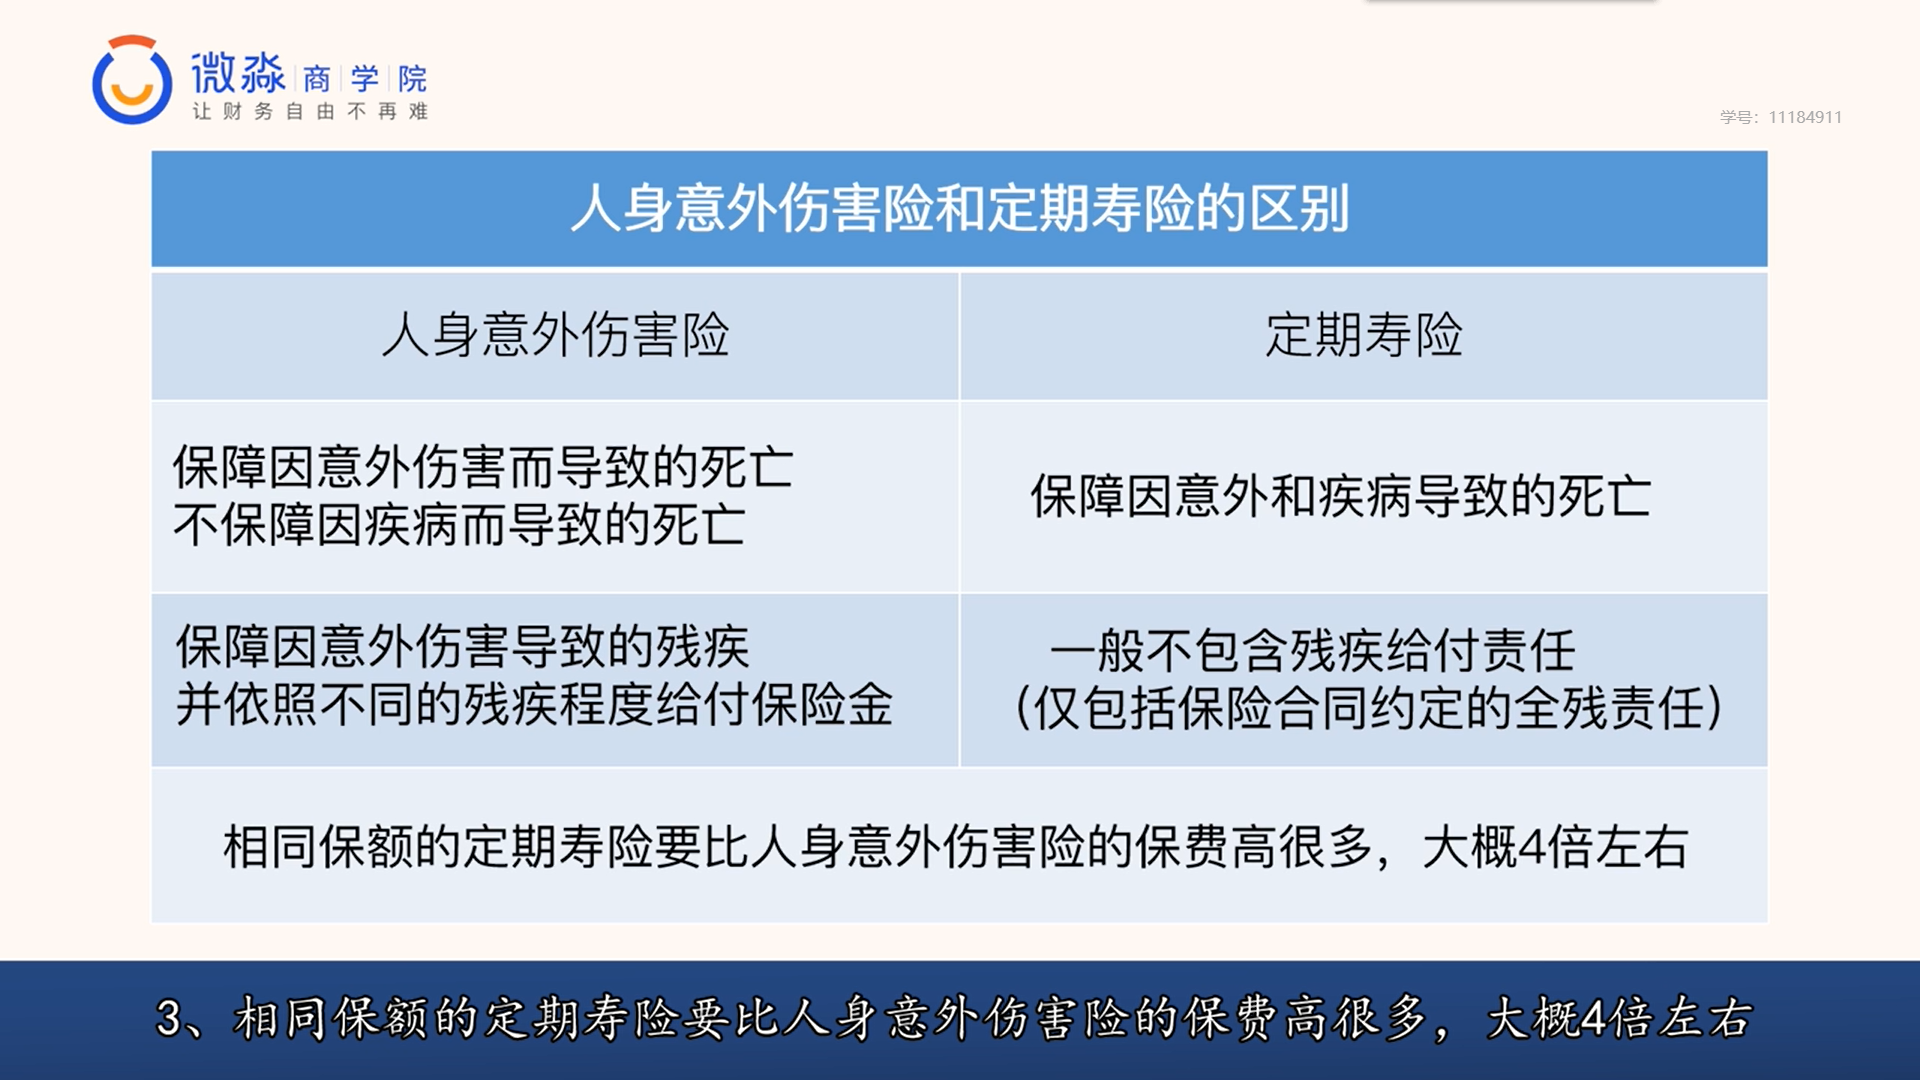 微淼商学院
让财务自由不再难
学号：11184911
人身意外伤害险和定期寿险的区别
人身意外伤害险
定期寿险
保障因意外伤害而导致的死亡
不保障因疾病而导致的死亡
保障因意外和疾病导致的死亡
保障因意外伤害导致的残疾
并依照不同的残疾程度给付保险金
一般不包含残疾给付责任
（仅包括保险合同约定的全残责任）
相同保额的定期寿险要比人身意外伤害险的保费高很多，大概4倍左右
3、相同保额的定期寿险要比人身意外伤害险的保费高很多，大概4倍左右